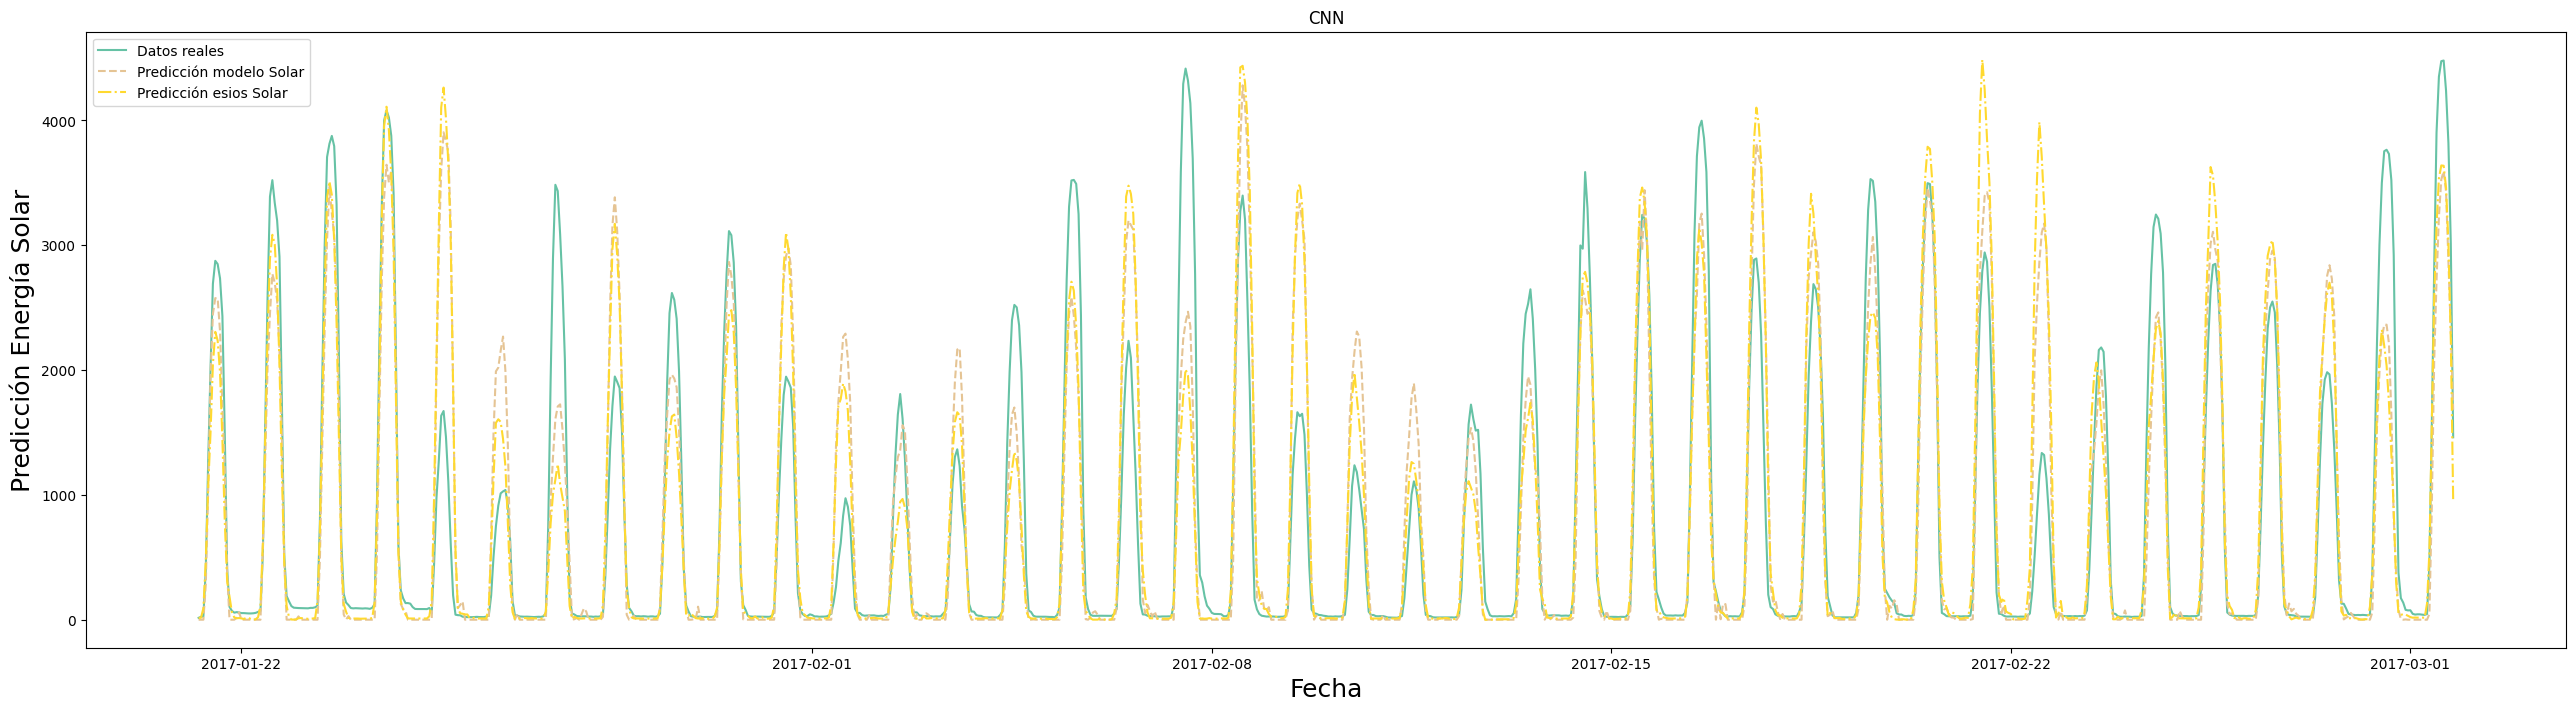 CNN
Datos reales
Predicción modelo Solar
Predicción esios Solar
Predicción Energía Solar
4000
3000
2000
1000
0
2017-01-22
2017-02-01
2017-02-08
2017-02-15
2017-02-22
2017-03-01
Fecha